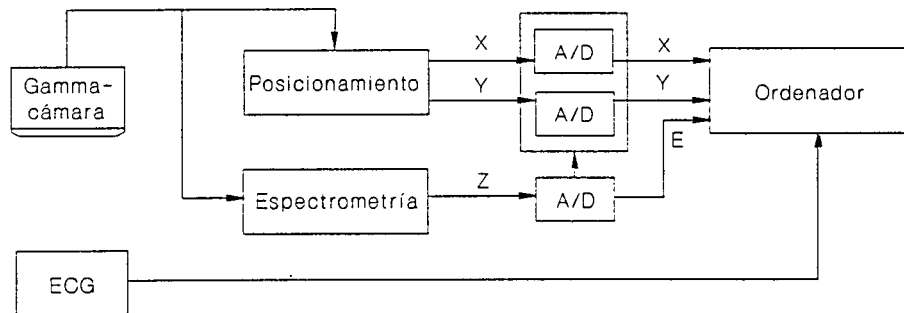 Gamma-
cámara
Posicionamiento
X
Y
A/D
A/D
X
Y
E
Ordenador
Espectrometría
Z
A/D
ECG